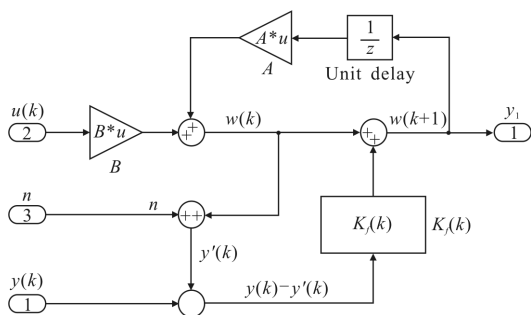 A*u
1
z
A
Unit delay
u(k)
2
B*u
B
++
w(k)
++
w(k+1)
y₁
1
n
3
n
++
K_f(k)
K_f(k)
y'(k)
y(k)
1
y(k)−y'(k)